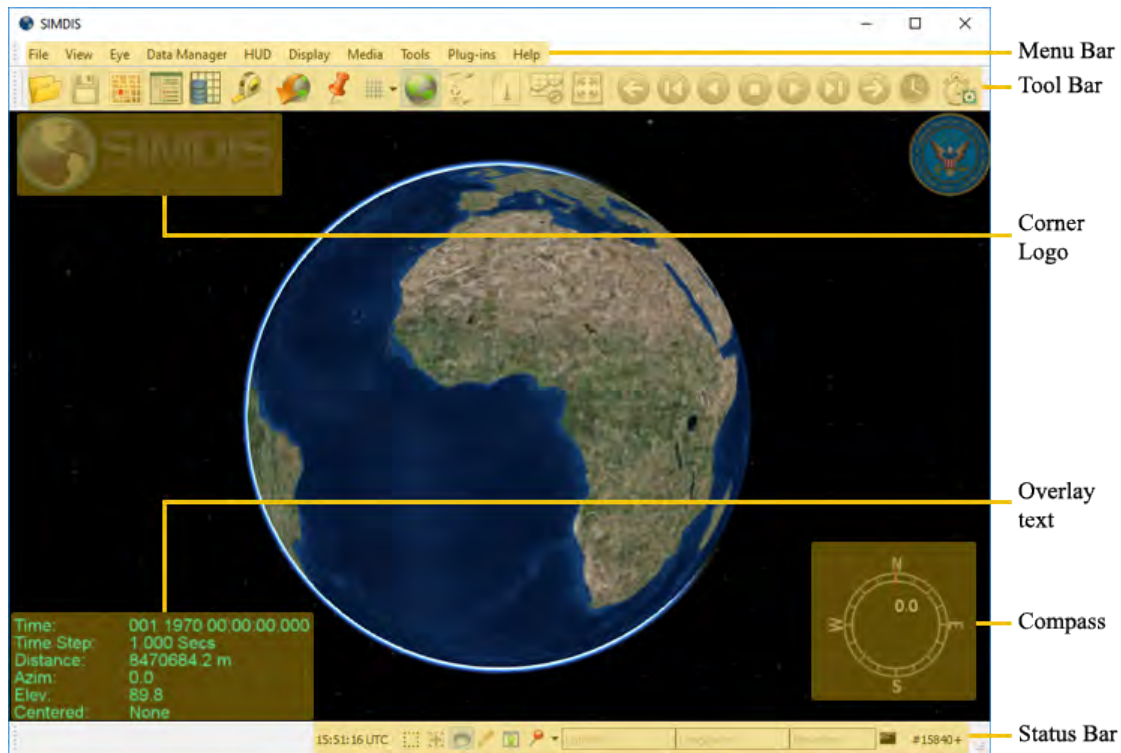 SIMDIS
File View Eye Data Manager HUD Display Media Tools Plug-ins Help
Menu Bar
Tool Bar
SIMDIS
Corner
Logo
Overlay
text
N
0.0
W
E
S
Compass
Time: 001 1970 00:00:00.000
Time Step: 1.000 Secs
Distance: 8470684.2 m
Azim: 0.0
Elev: 89.8
Centered: None
15:51:16 UTC
#15840+
Status Bar